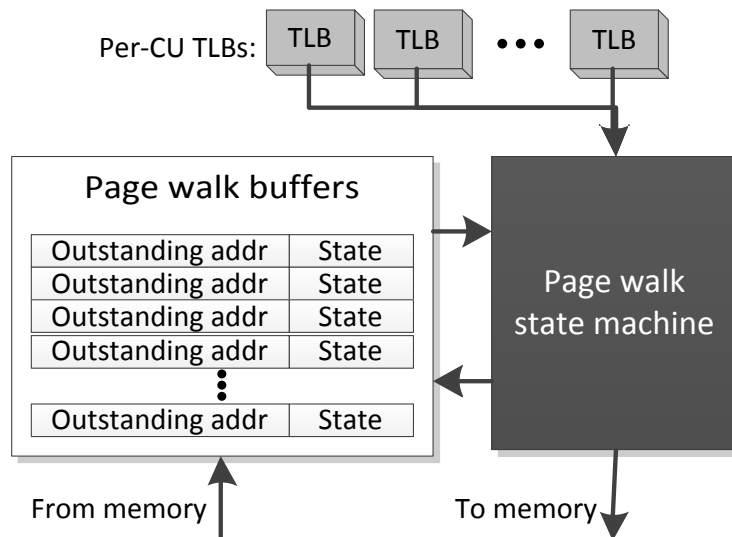 Per-CU TLBs:
TLB
TLB
TLB
Page walk buffers
Outstanding addr State
Outstanding addr State
Outstanding addr State
Outstanding addr State
Outstanding addr State
Page walk
state machine
From memory
To memory